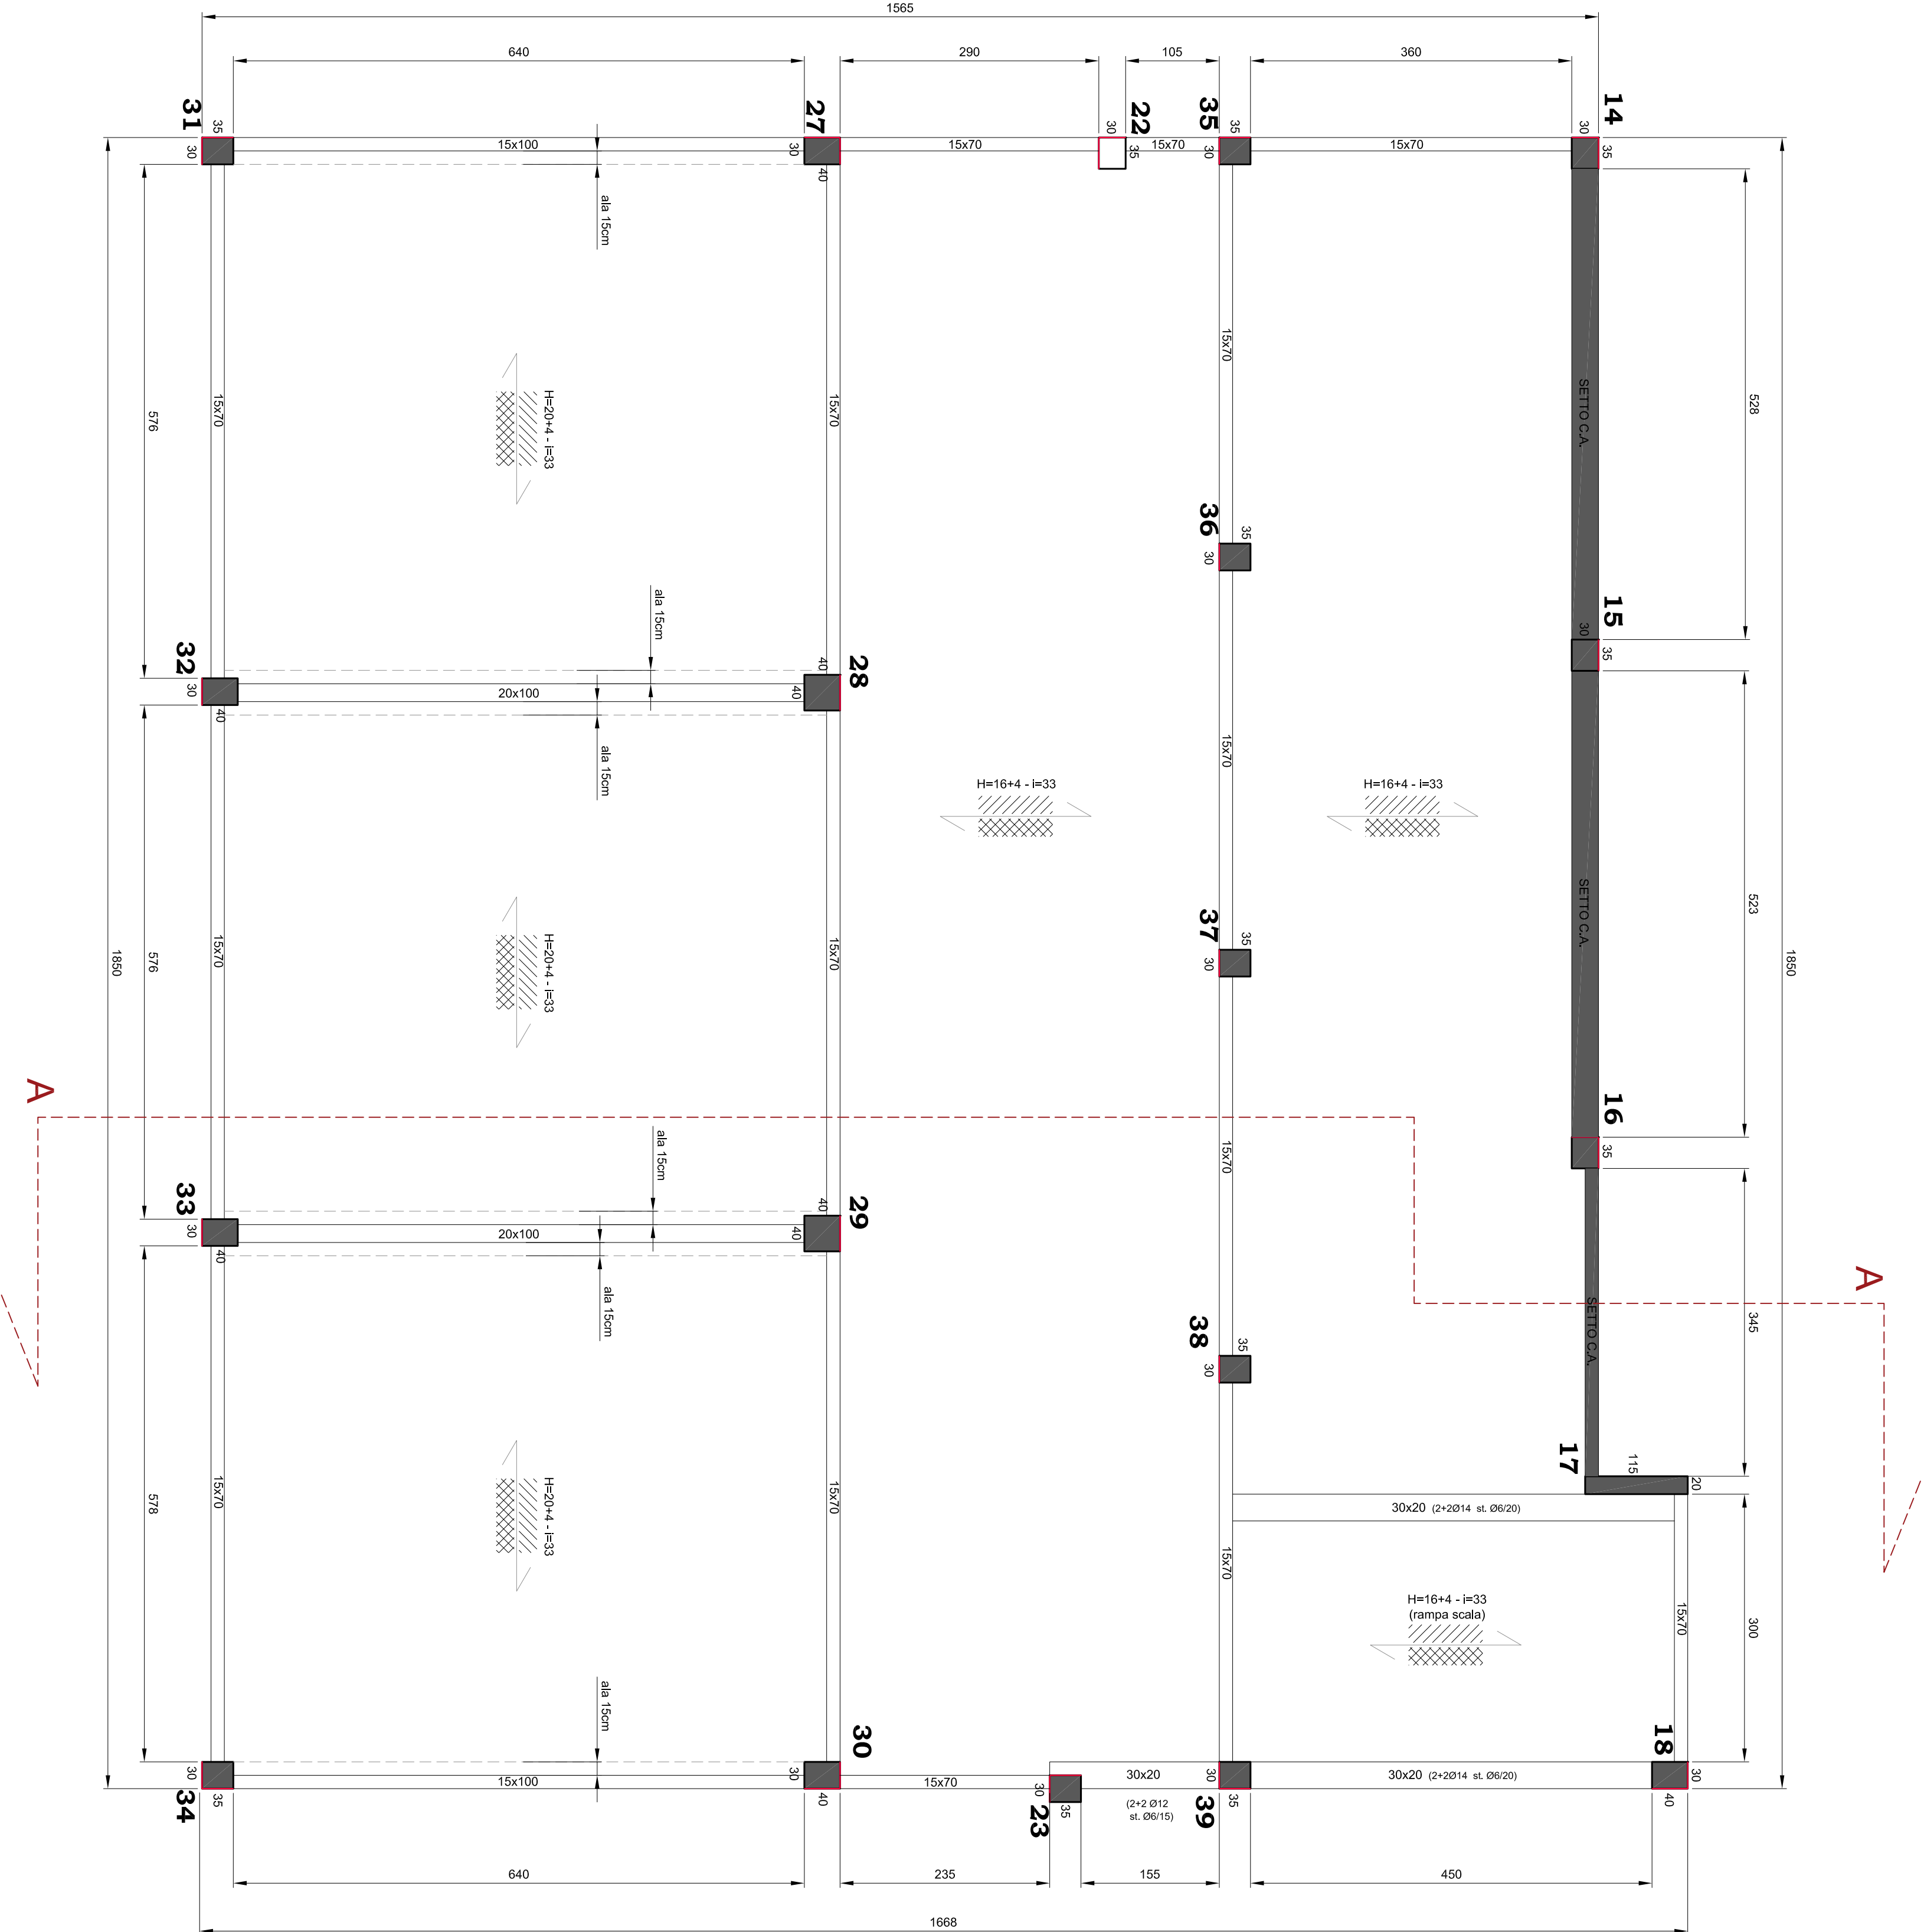 1565
640
290
105
360
31
35
30
15x100
27
30
40
15x70
30
22
35
15x70
35
35
30
15x70
14
30
35
ala 15cm
576
15x70
H=20+4 - i=33
15x70
15x70
SETTO C.A.
528
36
35
30
15
30
35
ala 15cm
32
30
40
20x100
40
40
28
ala 15cm
15x70
H=16+4 - i=33
H=16+4 - i=33
1850
576
15x70
H=20+4 - i=33
15x70
37
35
30
SETTO C.A.
523
1850
A
16
35
ala 15cm
15x70
33
30
40
20x100
40
40
29
ala 15cm
A
38
35
30
SETTO C.A.
345
17
115
20
578
15x70
H=20+4 - i=33
15x70
30x20 (2+2Ø14 st. Ø6/20)
15x70
H=16+4 - i=33
(rampa scala)
15x70
300
ala 15cm
30
18
34
30
35
15x100
30
40
15x70
30
23
35
30x20
(2+2 Ø12
st. Ø6/15)
39
30
35
30x20 (2+2Ø14 st. Ø6/20)
30
40
640
235
155
450
1668